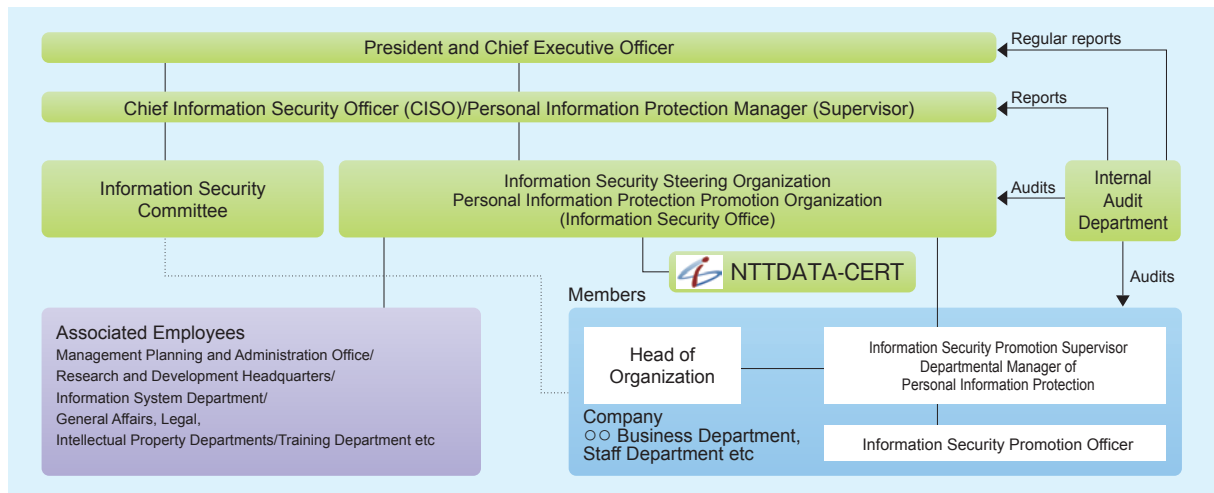 President and Chief Executive Officer
Regular reports
Chief Information Security Officer (CISO)/Personal Information Protection Manager (Supervisor)
Reports
Information Security
Committee
Information Security Steering Organization
Personal Information Protection Promotion Organization
(Information Security Office)
Audits
Internal
Audit
Department
NTTDATA-CERT
Audits
Members
Associated Employees
Management Planning and Administration Office/
Research and Development Headquarters/
Information System Department/
General Affairs, Legal,
Intellectual Property Departments/Training Department etc
Head of
Organization
Information Security Promotion Supervisor
Departmental Manager of
Personal Information Protection
Company
○○ Business Department,
Staff Department etc
Information Security Promotion Officer